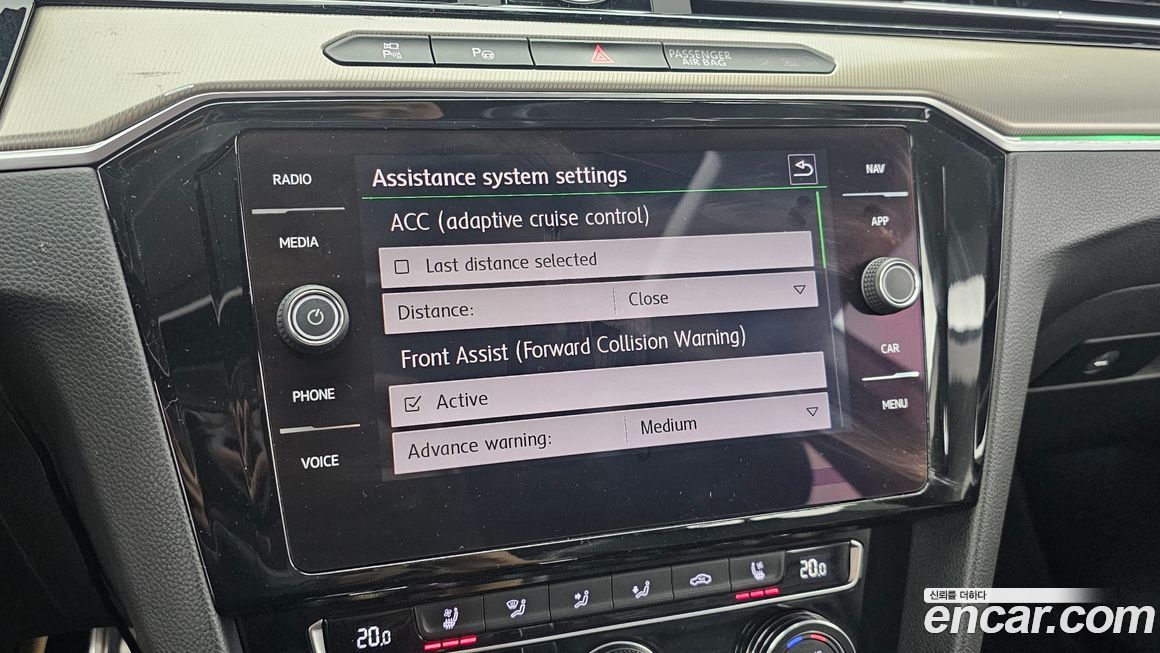 P
P
PASSENGER
AIR BAG
RADIO
MEDIA
PHONE
VOICE
Assistance system settings
ACC (adaptive cruise control)
Last distance selected
Distance: Close
Front Assist (Forward Collision Warning)
Active
Advance warning: Medium
NAV
APP
CAR
MENU
20.0
20.0
신뢰를 더하다
encar.com